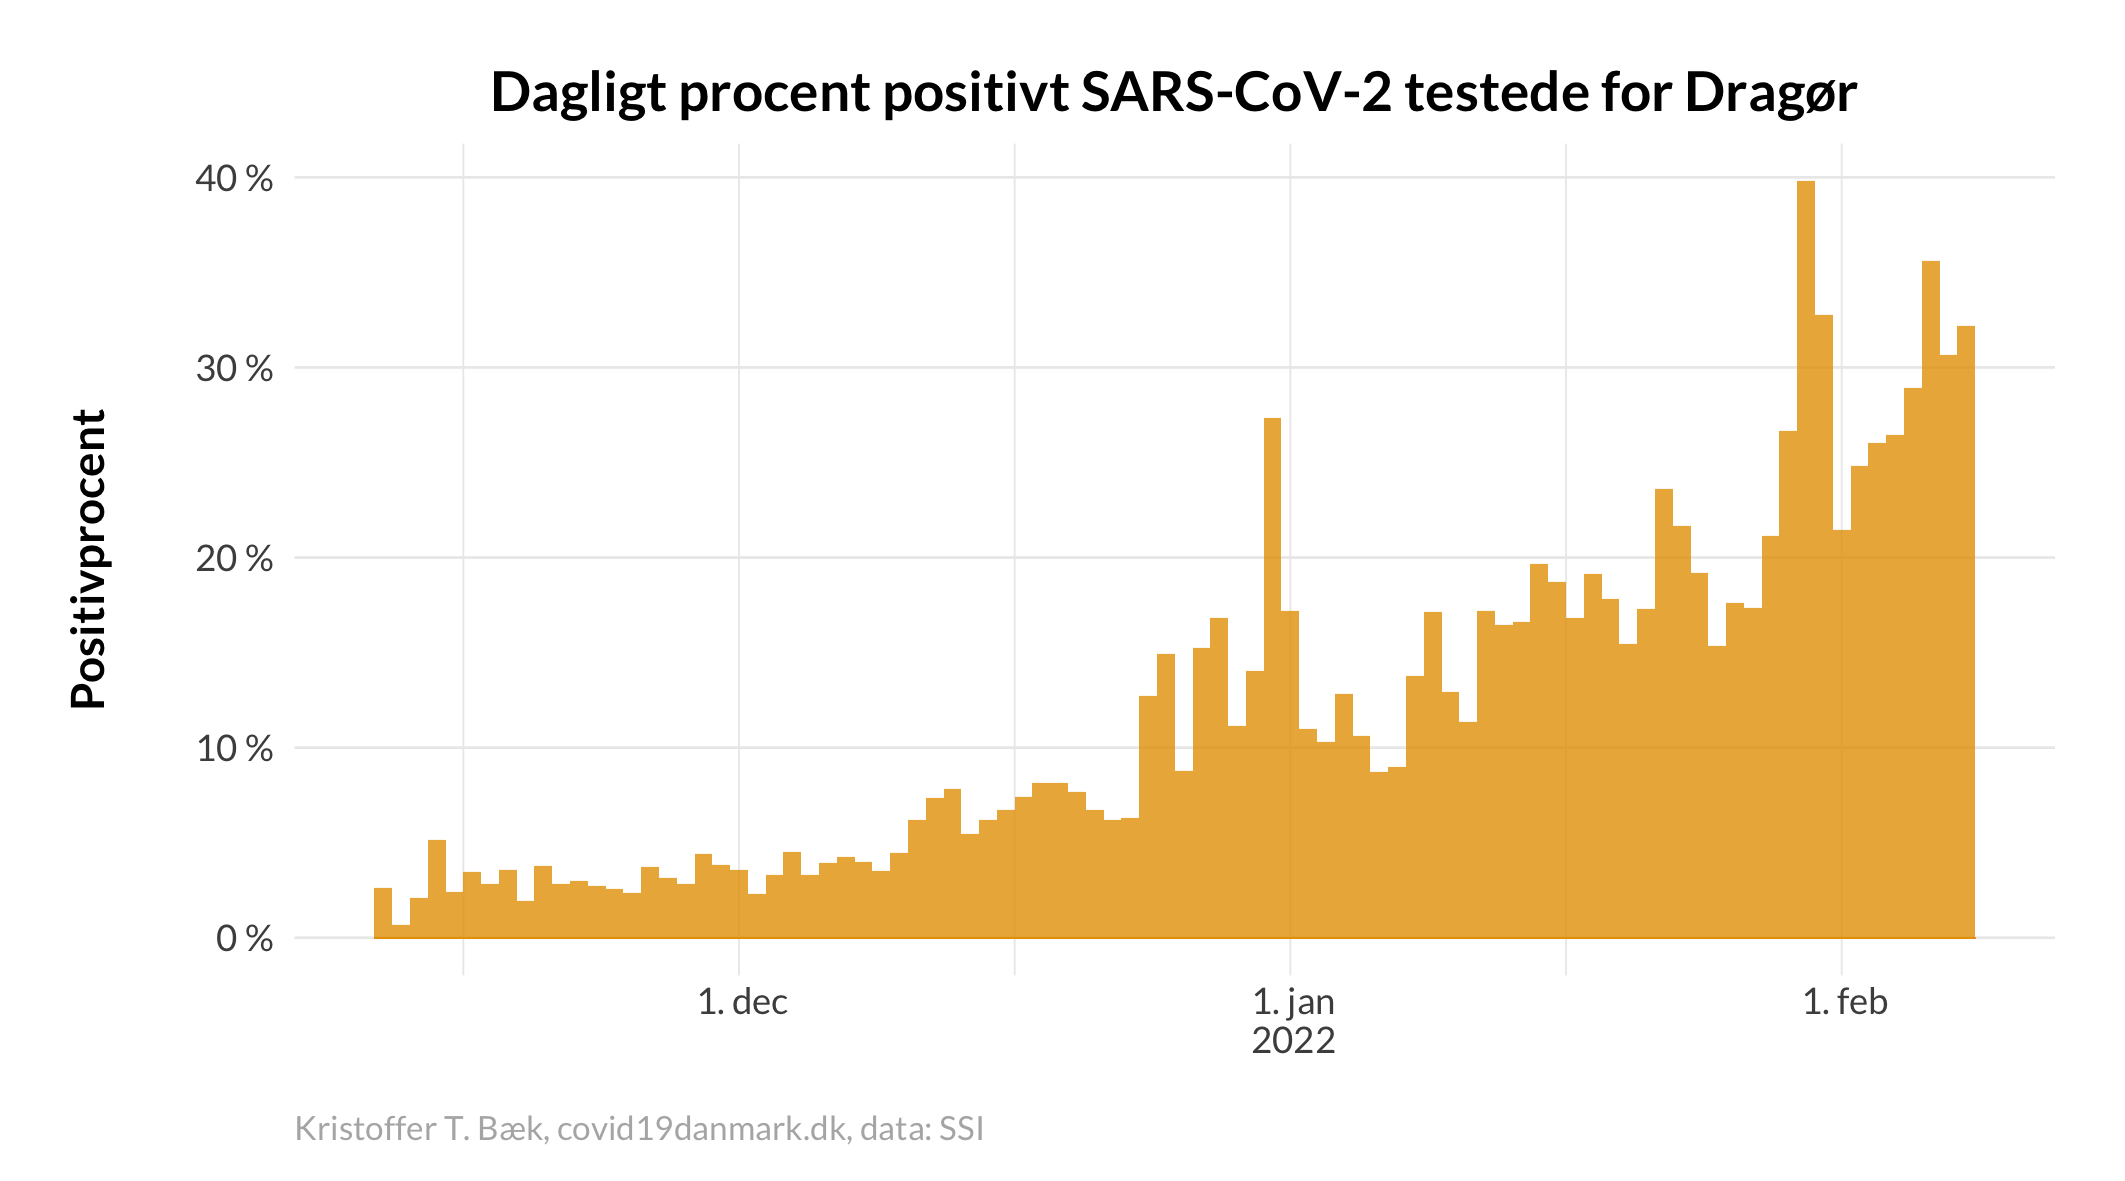 Dagligt procent positivt SARS-CoV-2 testede for Dragør
Positivprocent
40 %
30 %
20 %
10 %
0 %
1. dec
1. jan
2022
1. feb
Kristoffer T. Bæk, covid19danmark.dk, data: SSI